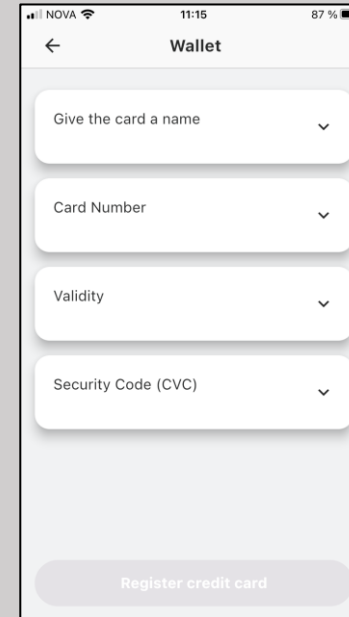 NOVA 11:15 87 %
Wallet
Give the card a name
Card Number
Validity
Security Code (CVC)
Register credit card